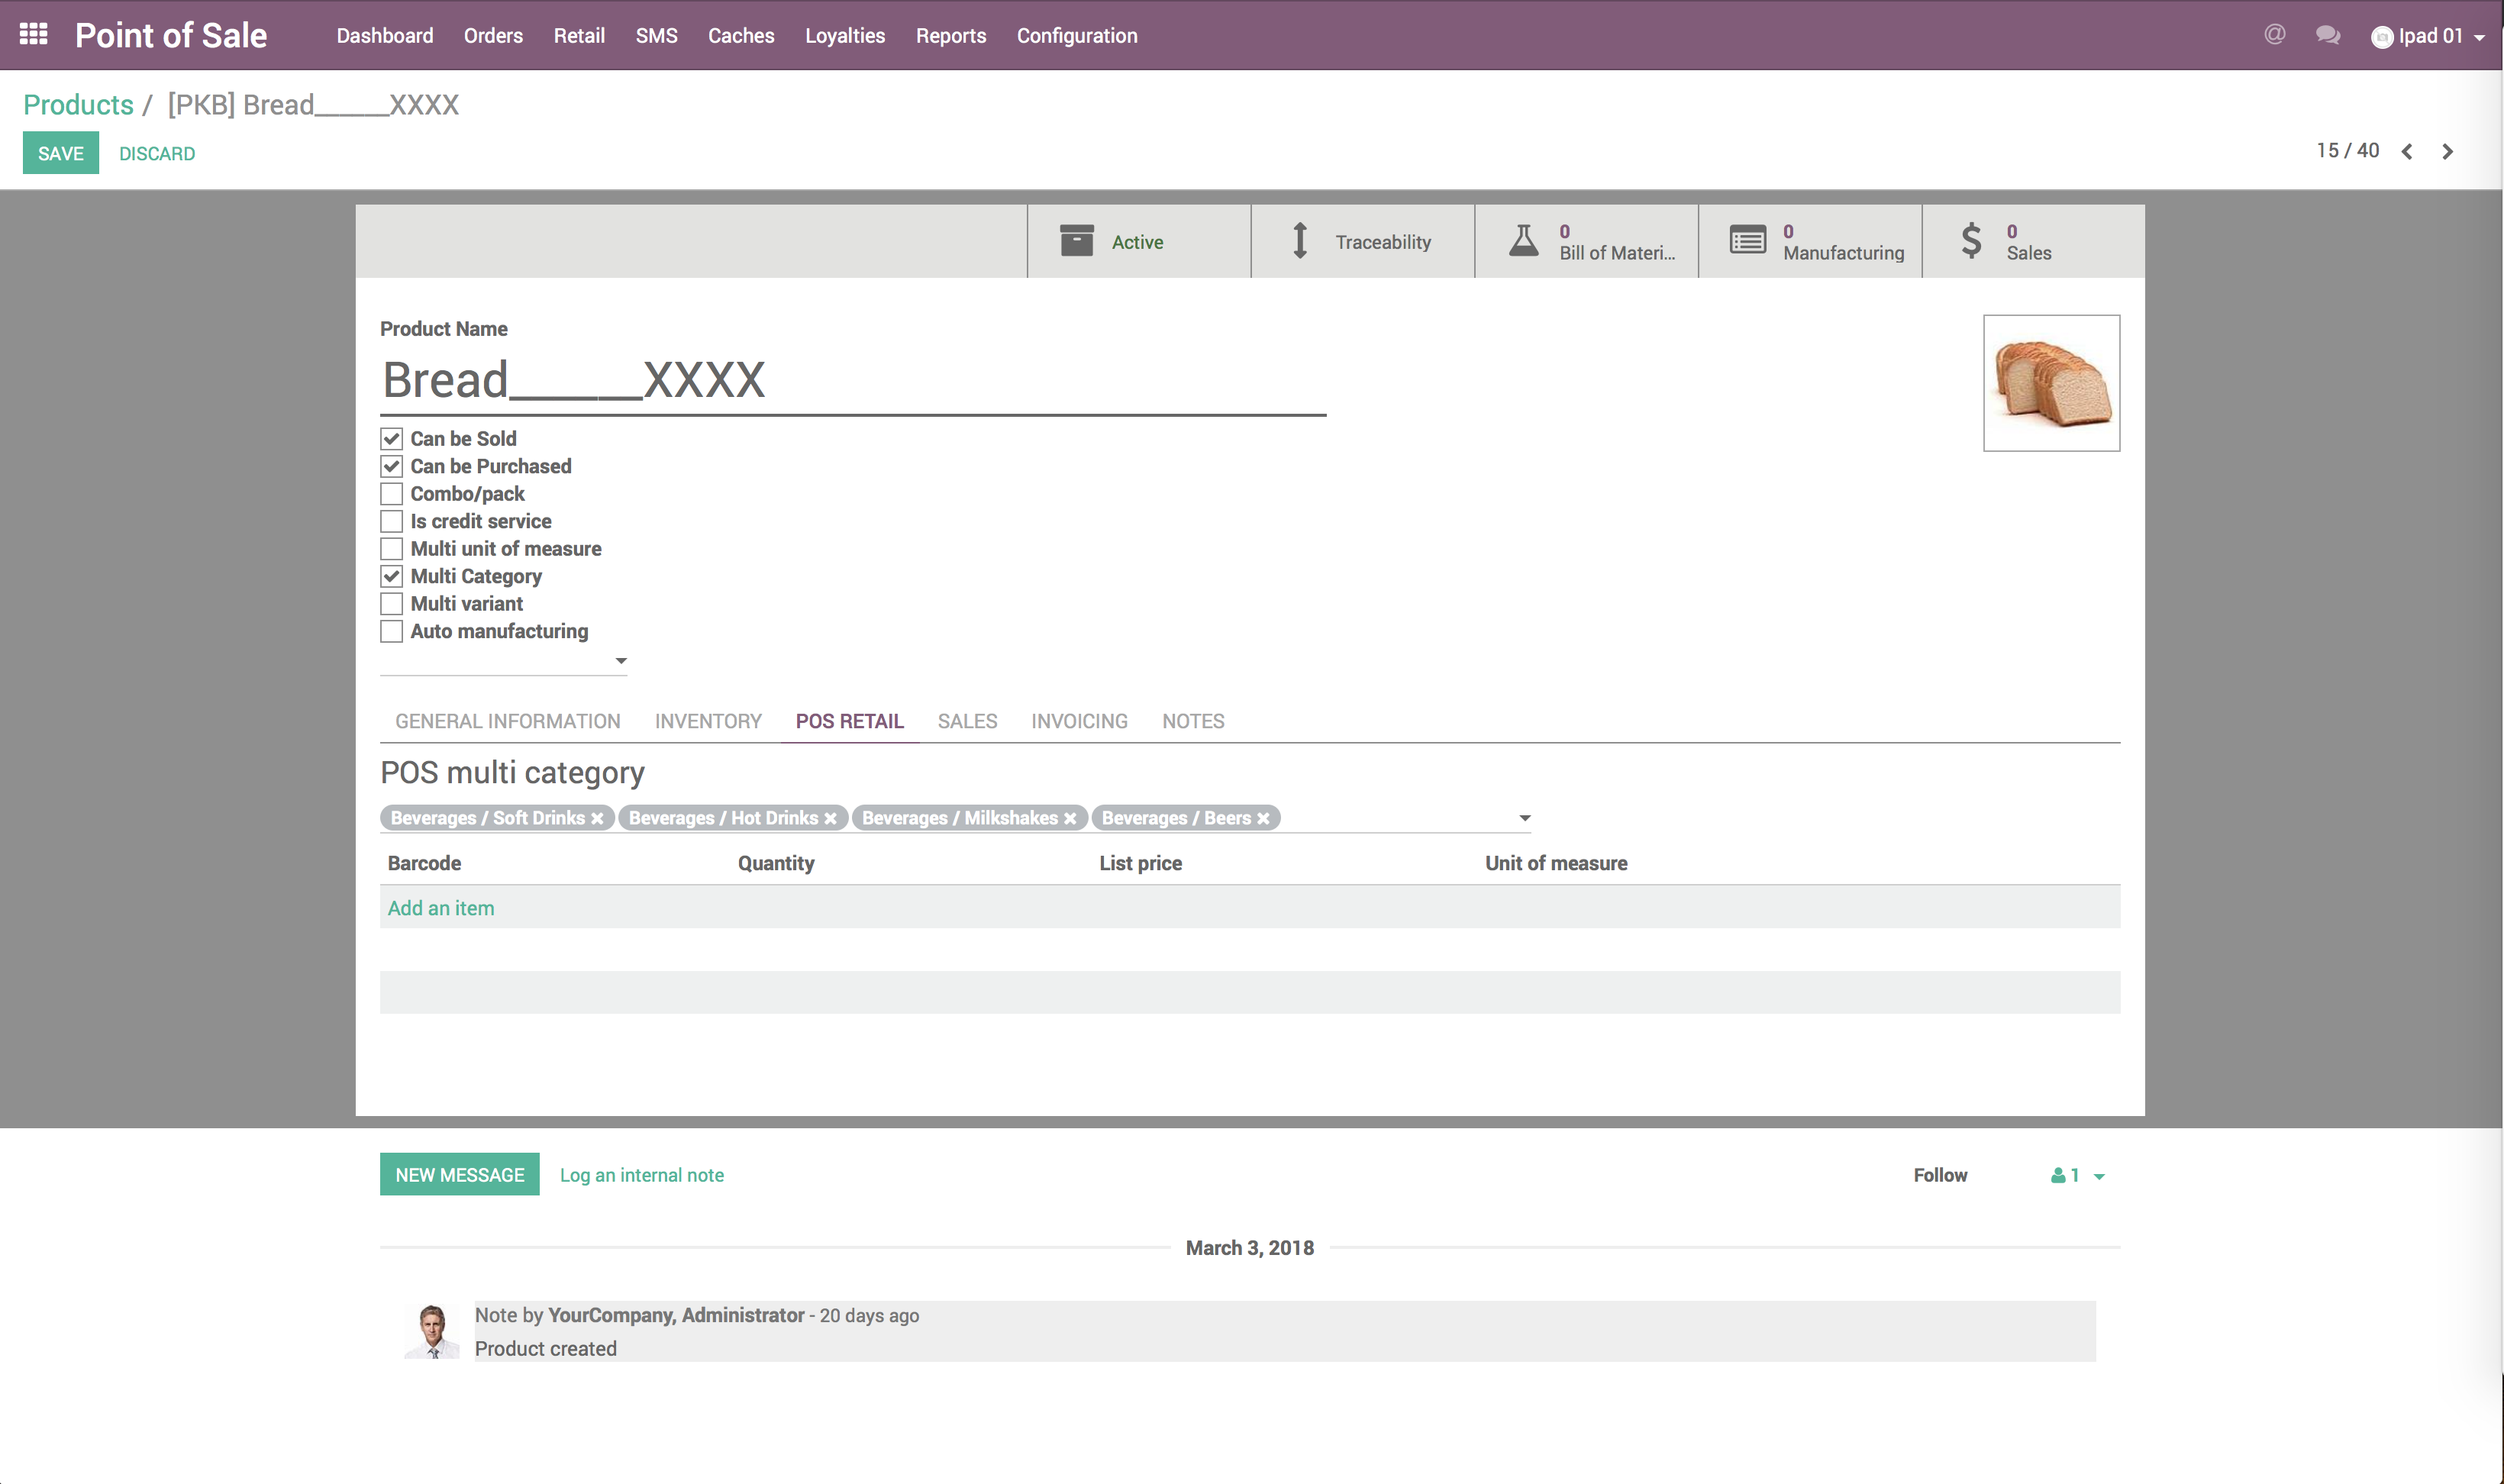 Point of Sale Dashboard Orders Retail SMS Caches Loyalties Reports Configuration @ Ipad 01
Products / [PKB] Bread______XXXX
SAVE DISCARD 15 / 40
Active Traceability 0 Bill of Materi... 0 Manufacturing 0 Sales
Product Name
Bread______XXXX
Can be Sold
Can be Purchased
Combo/pack
Is credit service
Multi unit of measure
Multi Category
Multi variant
Auto manufacturing
GENERAL INFORMATION INVENTORY POS RETAIL SALES INVOICING NOTES
POS multi category
Beverages / Soft Drinks × Beverages / Hot Drinks × Beverages / Milkshakes × Beverages / Beers ×
Barcode Quantity List price Unit of measure
Add an item
NEW MESSAGE Log an internal note Follow 1
March 3, 2018
Note by YourCompany, Administrator - 20 days ago
Product created